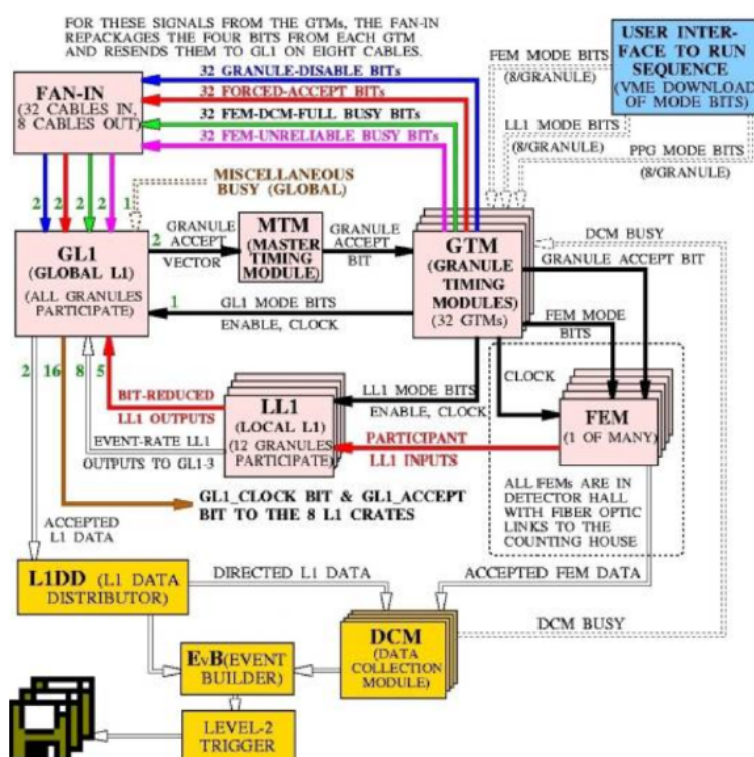 FOR THESE SIGNALS FROM THE GTMs, THE FAN-IN
REPACKAGES THE FOUR BITS FROM EACH GTM
AND RESENDS THEM TO GL1 ON EIGHT CABLES.
USER INTER-
FACE TO RUN
SEQUENCE
(VME DOWNLOAD
OF MODE BITS)
FEM MODE BITS
(8/GRANULE)
LL1 MODE BITS
(8/GRANULE)
PPG MODE BITS
(8/GRANULE)
FAN-IN
(32 CABLES IN,
8 CABLES OUT)
32 GRANULE-DISABLE BITs
32 FORCED-ACCEPT BITs
32 FEM-DCM-FULL BUSY BITs
32 FEM-UNRELIABLE BUSY BITs
MISCELLANEOUS
BUSY (GLOBAL)
2 2 2 2 1
GL1
(GLOBAL L1)
(ALL GRANULES
PARTICIPATE)
2
GRANULE
ACCEPT
VECTOR
MTM
(MASTER
TIMING
MODULE)
GRANULE
ACCEPT
BIT
GTM
(GRANULE
TIMING
MODULES)
(32 GTMs)
DCM BUSY
GRANULE ACCEPT BIT
1
GL1 MODE BITS
ENABLE, CLOCK
FEM MODE
BITS
CLOCK
2 16 8 5
BIT-REDUCED
LL1 OUTPUTS
EVENT-RATE LL1
OUTPUTS TO GL1-3
LL1
(LOCAL L1)
(12 GRANULES
PARTICIPATE)
LL1 MODE BITS
ENABLE, CLOCK
PARTICIPANT
LL1 INPUTS
FEM
(1 OF MANY)
ALL FEMs ARE IN
DETECTOR HALL
WITH FIBER OPTIC
LINKS TO THE
COUNTING HOUSE
GL1_CLOCK BIT & GL1_ACCEPT
BIT TO THE 8 L1 CRATES
ACCEPTED
L1 DATA
L1DD (L1 DATA
DISTRIBUTOR)
DIRECTED L1 DATA
ACCEPTED FEM DATA
DCM
(DATA
COLLECTION
MODULE)
DCM BUSY
EvB(EVENT
BUILDER)
LEVEL-2
TRIGGER